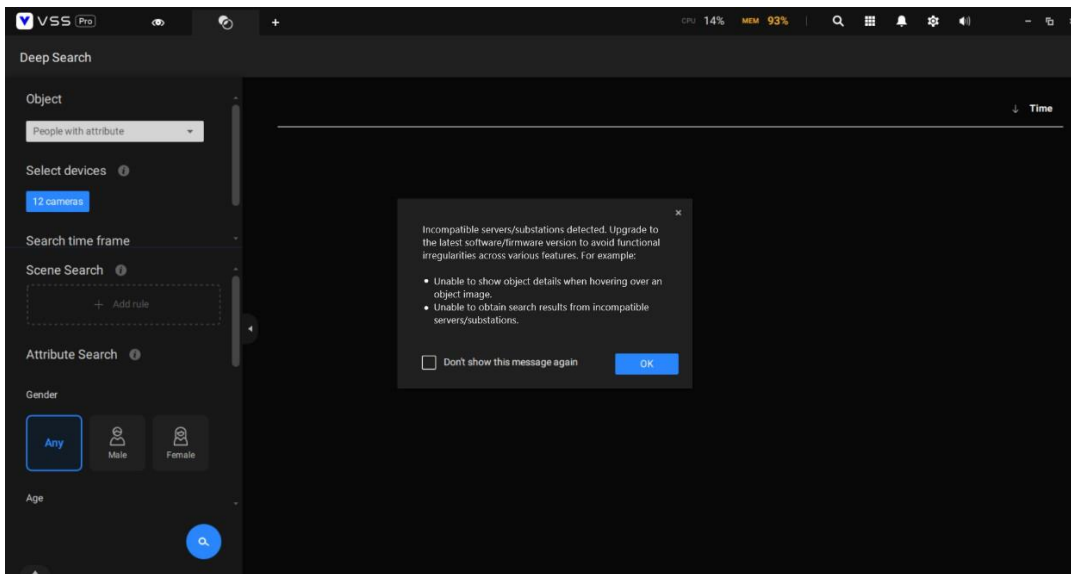 VSS Pro
+
CPU 14% MEM 93%
Deep Search
Object
People with attribute
Select devices
12 cameras
Search time frame
Scene Search
+ Add rule
Attribute Search
Gender
Any
Male
Female
Age
↓ Time
Incompatible servers/substations detected. Upgrade to
the latest software/firmware version to avoid functional
irregularities across various features. For example:
• Unable to show object details when hovering over an
object image.
• Unable to obtain search results from incompatible
servers/substations.
Don't show this message again
OK